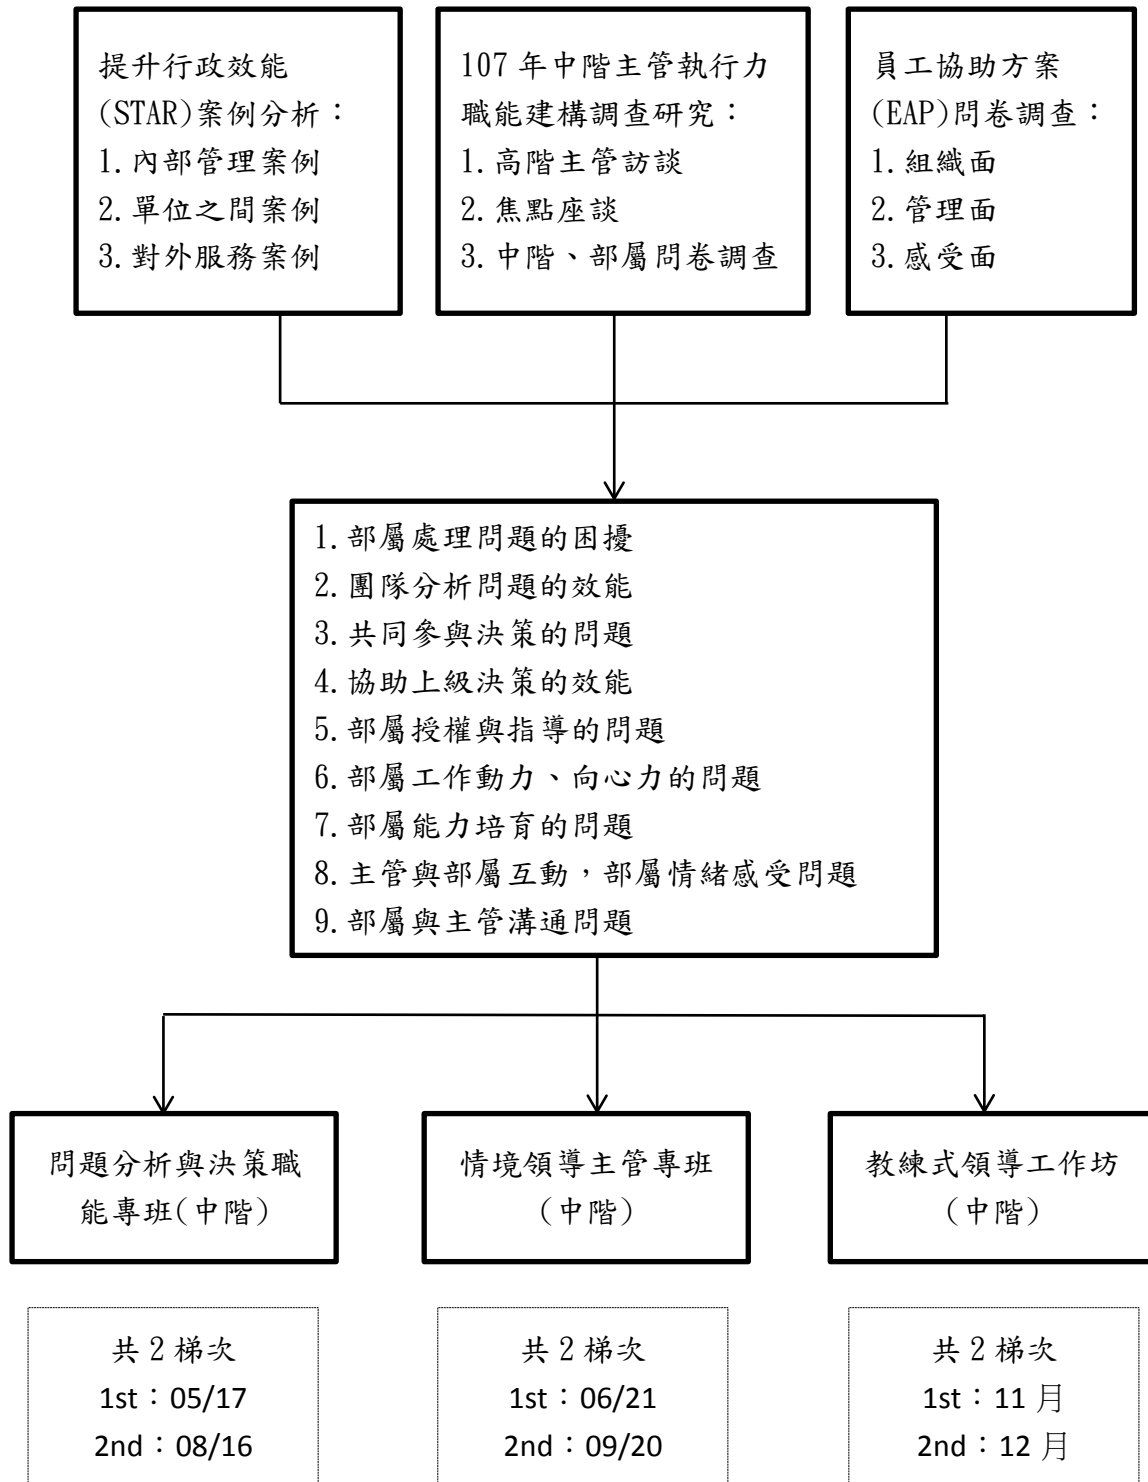 提升行政效能
(STAR)案例分析：
1.內部管理案例
2.單位之間案例
3.對外服務案例
107 年中階主管執行力
職能建構調查研究：
1.高階主管訪談
2.焦點座談
3.中階、部屬問卷調查
員工協助方案
(EAP)問卷調查：
1.組織面
2.管理面
3.感受面
1.部屬處理問題的困擾
2.團隊分析問題的效能
3.共同參與決策的問題
4.協助上級決策的效能
5.部屬授權與指導的問題
6.部屬工作動力、向心力的問題
7.部屬能力培育的問題
8.主管與部屬互動，部屬情緒感受問題
9.部屬與主管溝通問題
問題分析與決策職
能專班(中階)
情境領導主管專班
(中階)
教練式領導工作坊
(中階)
共 2 梯次
1st：05/17
2nd：08/16
共 2 梯次
1st：06/21
2nd：09/20
共 2 梯次
1st：11 月
2nd：12 月